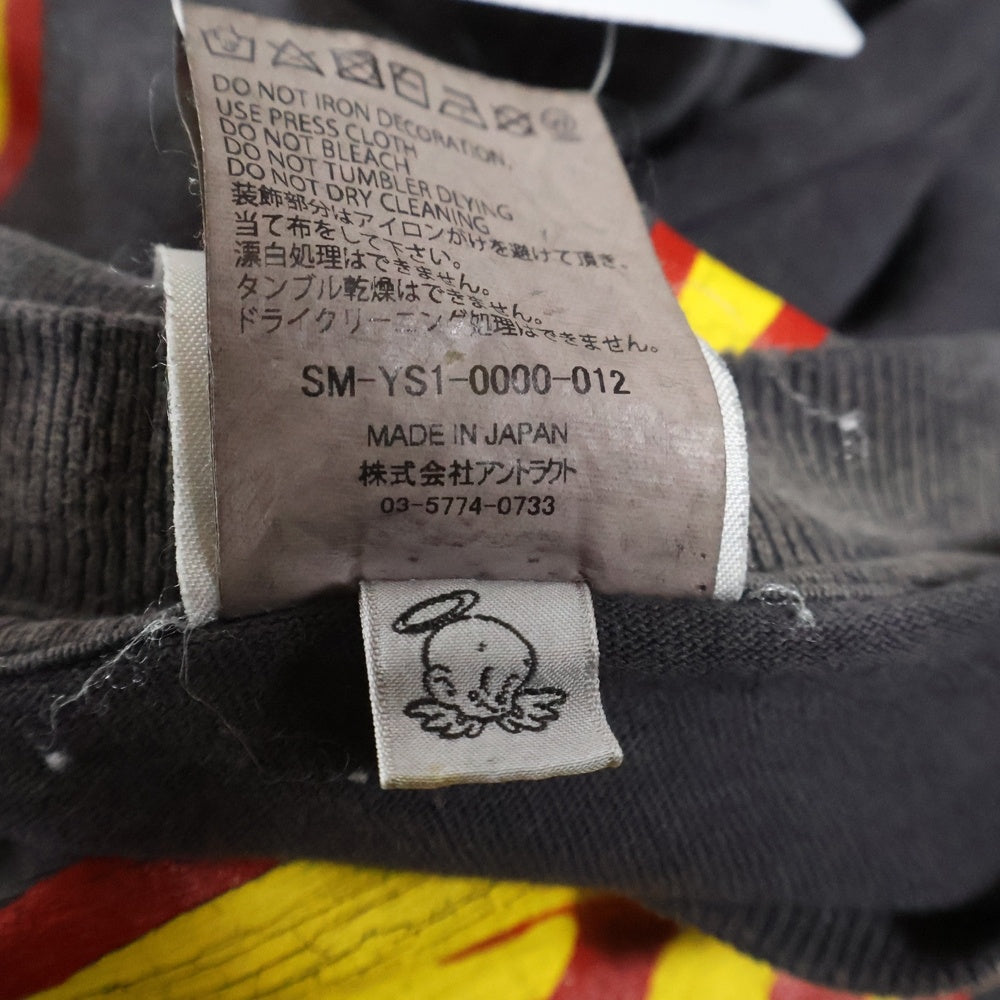 DO NOT IRON DECORATION.
USE PRESS CLOTH
DO NOT BLEACH
DO NOT TUMBLER DLYING
DO NOT DRY CLEANING
装飾部分はアイロンがけを避けて頂き、
当て布をして下さい。
漂白処理はできません。
タンブル乾燥はできません。
ドライクリーニング処理はできません。
SM-YS1-0000-012
MADE IN JAPAN
株式会社アントラクト
03-5774-0733